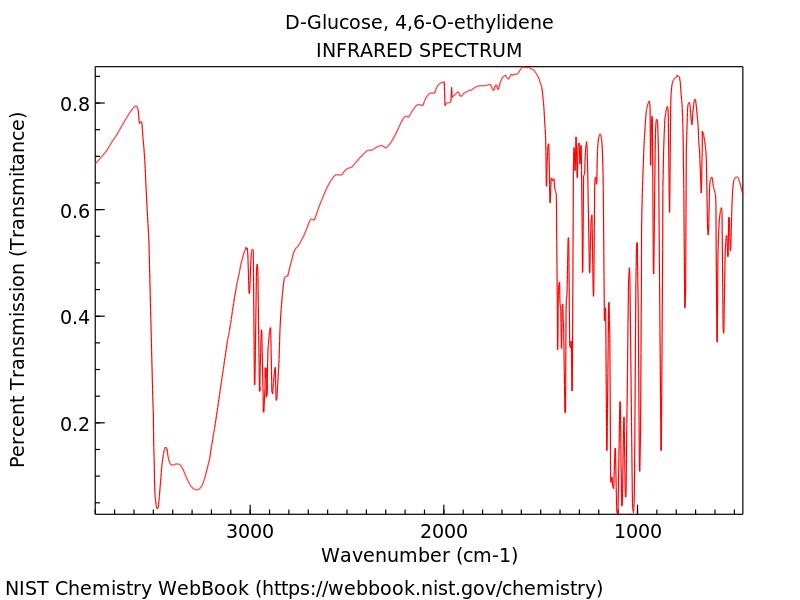 D-Glucose, 4,6-O-ethylidene
INFRARED SPECTRUM
Percent Transmission (Transmitance)
0.8
0.6
0.4
0.2
3000 2000 1000
Wavenumber (cm-1)
NIST Chemistry WebBook (https://webbook.nist.gov/chemistry)